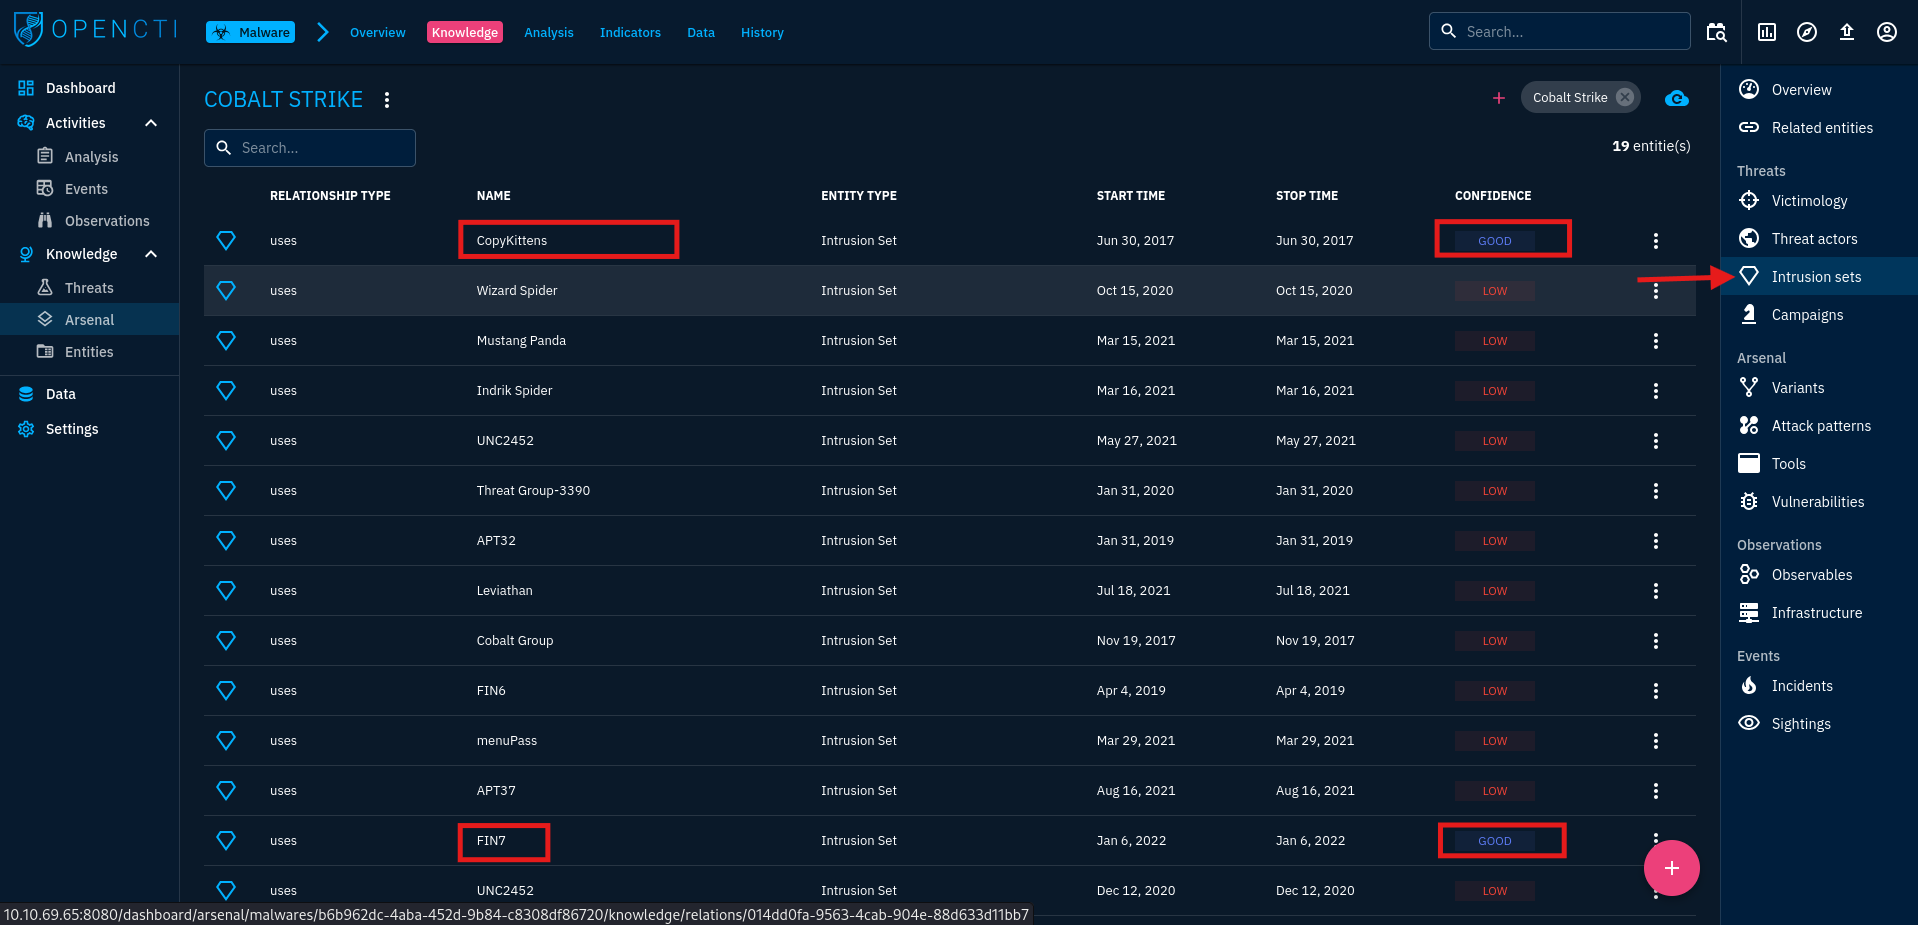 OPENCTI
Malware Overview Knowledge Analysis Indicators Data History
Search...
Dashboard
Activities
Analysis
Events
Observations
Knowledge
Threats
Arsenal
Entities
Data
Settings
COBALT STRIKE
Cobalt Strike
Search...
19 entitie(s)
RELATIONSHIP TYPE NAME ENTITY TYPE START TIME STOP TIME CONFIDENCE
uses CopyKittens Intrusion Set Jun 30, 2017 Jun 30, 2017 GOOD
uses Wizard Spider Intrusion Set Oct 15, 2020 Oct 15, 2020 LOW
uses Mustang Panda Intrusion Set Mar 15, 2021 Mar 15, 2021 LOW
uses Indrik Spider Intrusion Set Mar 16, 2021 Mar 16, 2021 LOW
uses UNC2452 Intrusion Set May 27, 2021 May 27, 2021 LOW
uses Threat Group-3390 Intrusion Set Jan 31, 2020 Jan 31, 2020 LOW
uses APT32 Intrusion Set Jan 31, 2019 Jan 31, 2019 LOW
uses Leviathan Intrusion Set Jul 18, 2021 Jul 18, 2021 LOW
uses Cobalt Group Intrusion Set Nov 19, 2017 Nov 19, 2017 LOW
uses FIN6 Intrusion Set Apr 4, 2019 Apr 4, 2019 LOW
uses menuPass Intrusion Set Mar 29, 2021 Mar 29, 2021 LOW
uses APT37 Intrusion Set Aug 16, 2021 Aug 16, 2021 LOW
uses FIN7 Intrusion Set Jan 6, 2022 Jan 6, 2022 GOOD
uses UNC2452 Intrusion Set Dec 12, 2020 Dec 12, 2020 LOW
Overview
Related entities
Threats
Victimology
Threat actors
Intrusion sets
Campaigns
Arsenal
Variants
Attack patterns
Tools
Vulnerabilities
Observations
Observables
Infrastructure
Events
Incidents
Sightings
10.10.69.65:8080/dashboard/arsenal/malwares/b6b962dc-4aba-452d-9b84-c8308df86720/knowledge/relations/014dd0fa-9563-4cab-904e-88d633d11bb7